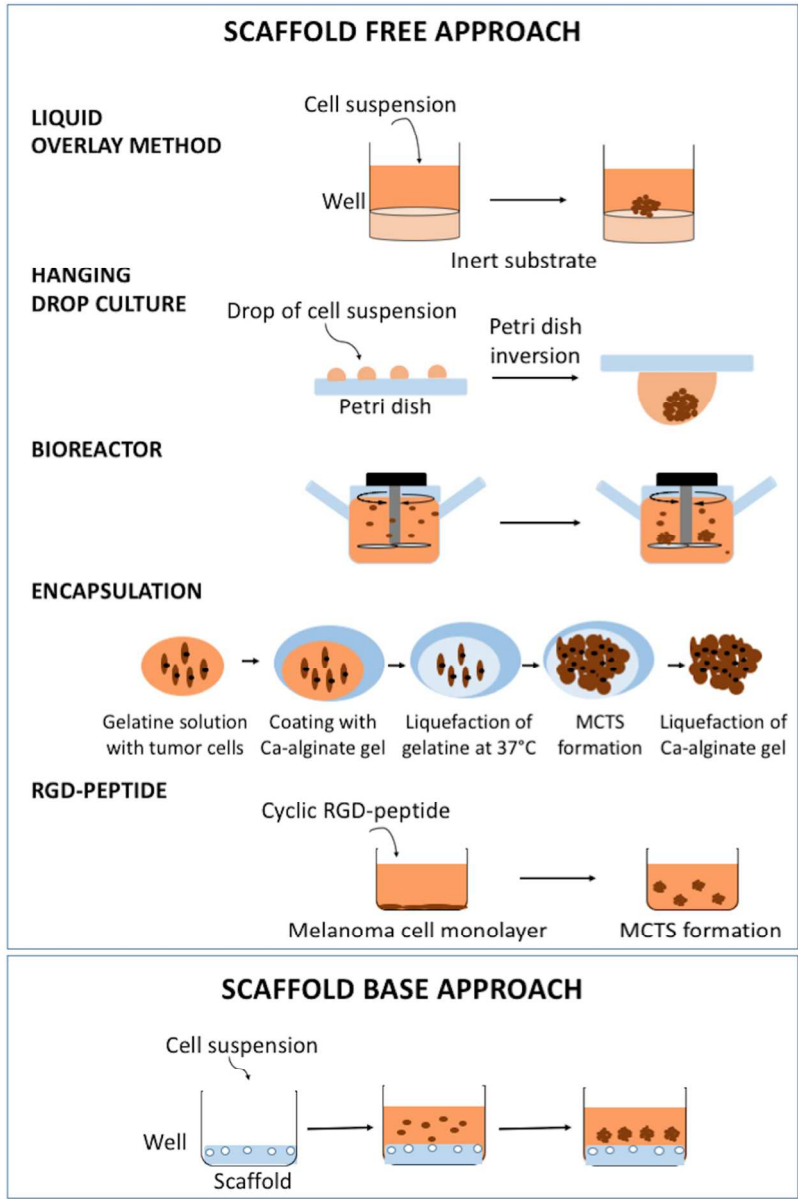 SCAFFOLD FREE APPROACH
LIQUID
OVERLAY METHOD
Cell suspension
Well
Inert substrate
HANGING
DROP CULTURE
Drop of cell suspension
Petri dish
Petri dish
inversion
BIOREACTOR
ENCAPSULATION
Gelatine solution
with tumor cells
Coating with
Ca-alginate gel
Liquefaction of
gelatine at 37°C
MCTS
formation
Liquefaction of
Ca-alginate gel
RGD-PEPTIDE
Cyclic RGD-peptide
Melanoma cell monolayer
MCTS formation
SCAFFOLD BASE APPROACH
Cell suspension
Well
Scaffold